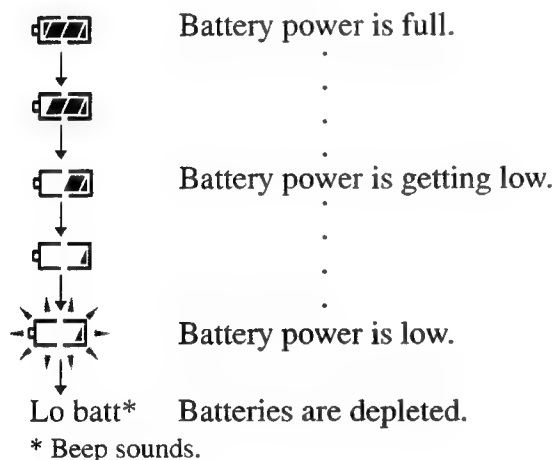 Battery power is full.
Battery power is getting low.
Battery power is low.
Lo batt* Batteries are depleted.
* Beep sounds.